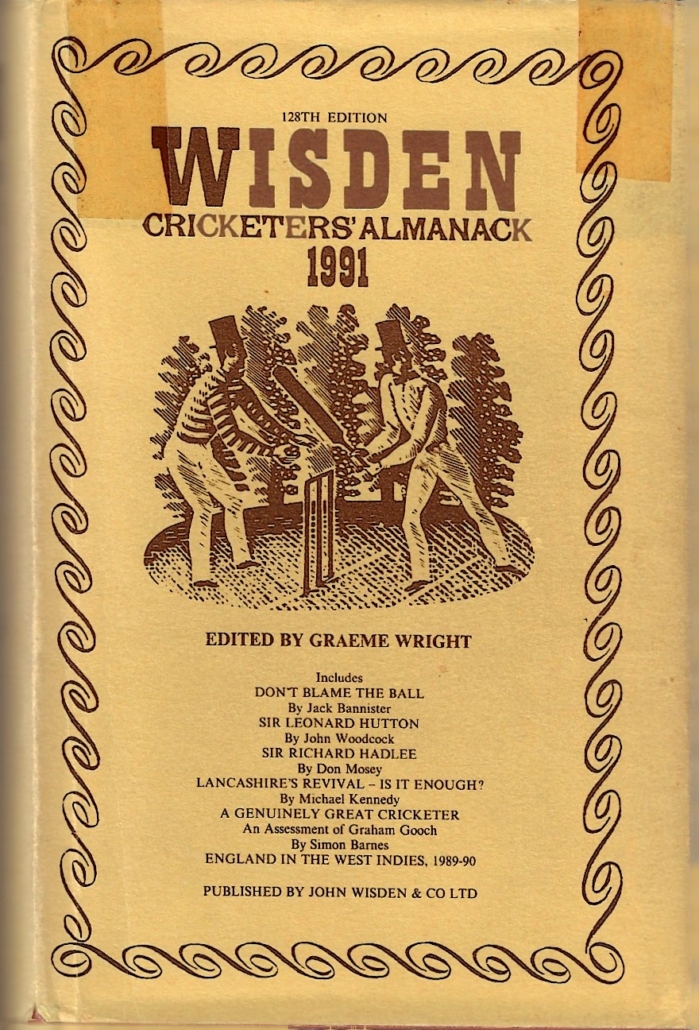 128TH EDITION
WISDEN
CRICKETERS' ALMANACK
1991
EDITED BY GRAEME WRIGHT
Includes
DON'T BLAME THE BALL
By Jack Bannister
SIR LEONARD HUTTON
By John Woodcock
SIR RICHARD HADLEE
By Don Mosey
LANCASHIRE'S REVIVAL – IS IT ENOUGH?
By Michael Kennedy
A GENUINELY GREAT CRICKETER
An Assessment of Graham Gooch
By Simon Barnes
ENGLAND IN THE WEST INDIES, 1989-90
PUBLISHED BY JOHN WISDEN & CO LTD